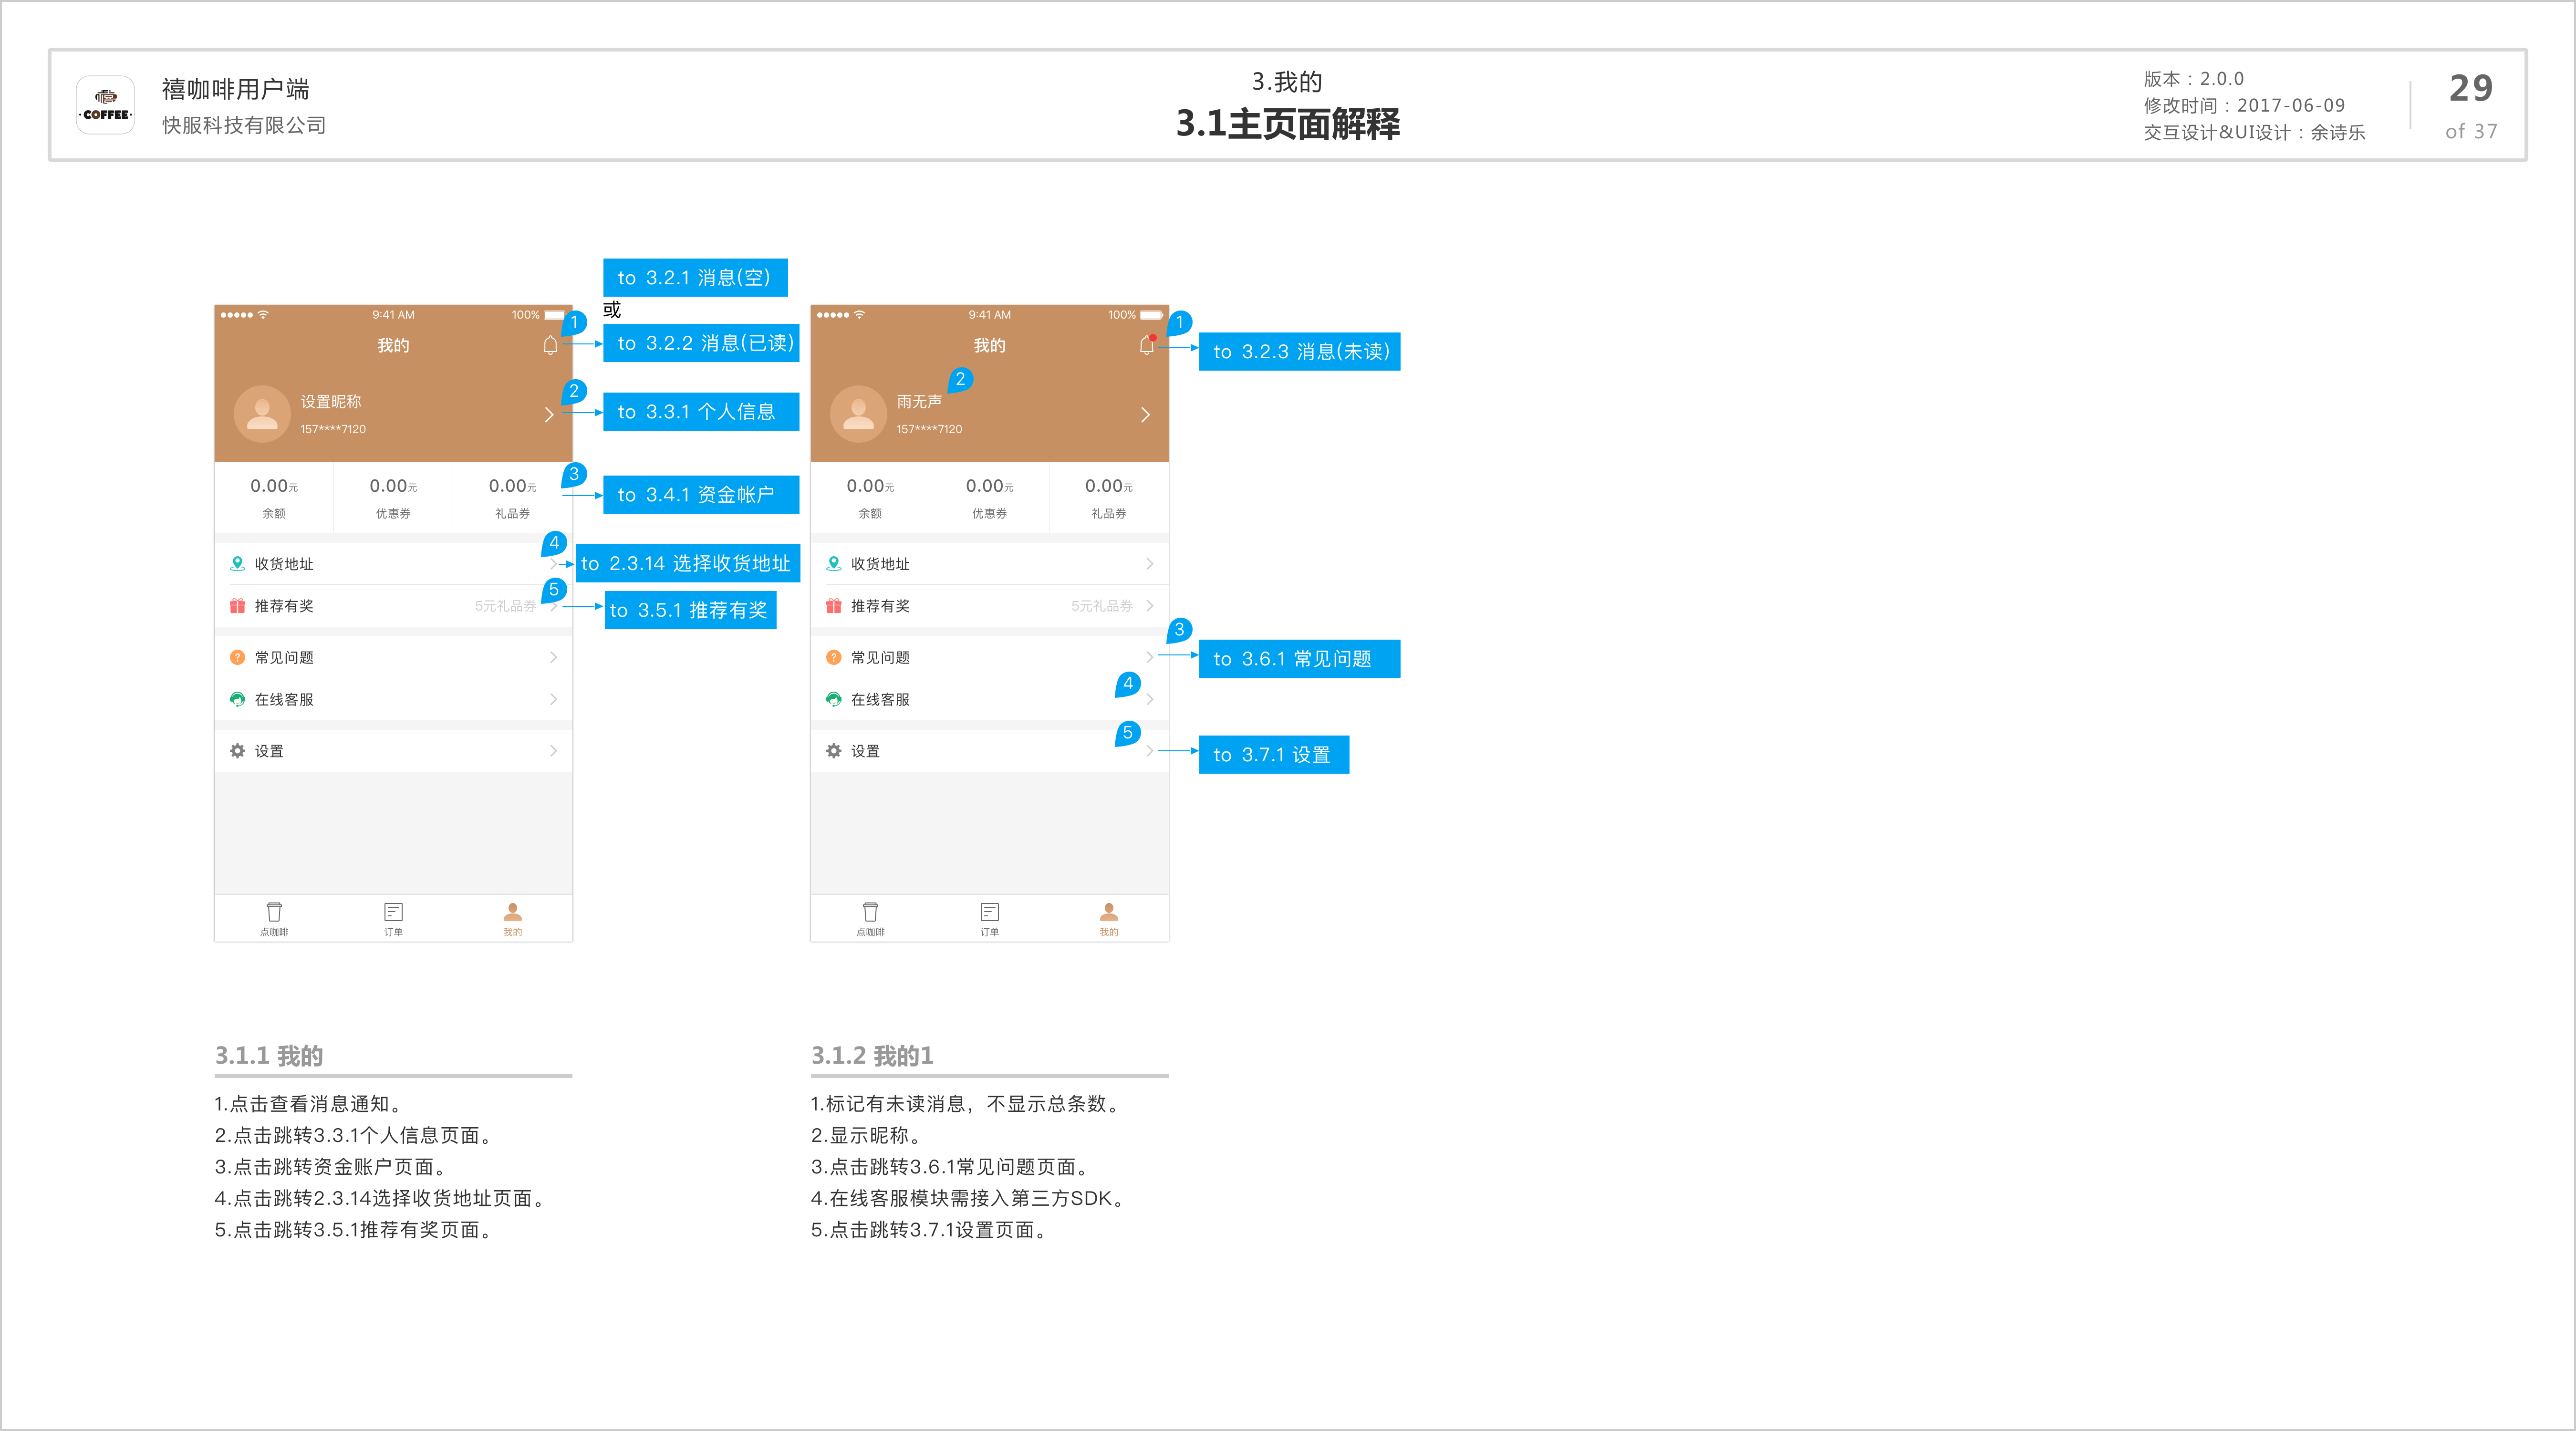 ·COFFEE·
禧咖啡用户端
快服科技有限公司
3.我的
3.1主页面解释
版本：2.0.0
修改时间：2017-06-09
交互设计&UI设计：余诗乐
29
of 37
9:41 AM
100%
我的
设置昵称
157****7120
0.00元
余额
0.00元
优惠券
0.00元
礼品券
收货地址
推荐有奖
5元礼品券
常见问题
在线客服
设置
点咖啡
订单
我的
1
to 3.2.1 消息(空)
或
to 3.2.2 消息(已读)
2
to 3.3.1 个人信息
3
to 3.4.1 资金帐户
4
to 2.3.14 选择收货地址
5
to 3.5.1 推荐有奖
9:41 AM
100%
我的
雨无声
157****7120
0.00元
余额
0.00元
优惠券
0.00元
礼品券
收货地址
推荐有奖
5元礼品券
常见问题
在线客服
设置
点咖啡
订单
我的
1
to 3.2.3 消息(未读)
2
3
to 3.6.1 常见问题
4
5
to 3.7.1 设置
3.1.1 我的
1.点击查看消息通知。
2.点击跳转3.3.1个人信息页面。
3.点击跳转资金账户页面。
4.点击跳转2.3.14选择收货地址页面。
5.点击跳转3.5.1推荐有奖页面。
3.1.2 我的1
1.标记有未读消息，不显示总条数。
2.显示昵称。
3.点击跳转3.6.1常见问题页面。
4.在线客服模块需接入第三方SDK。
5.点击跳转3.7.1设置页面。